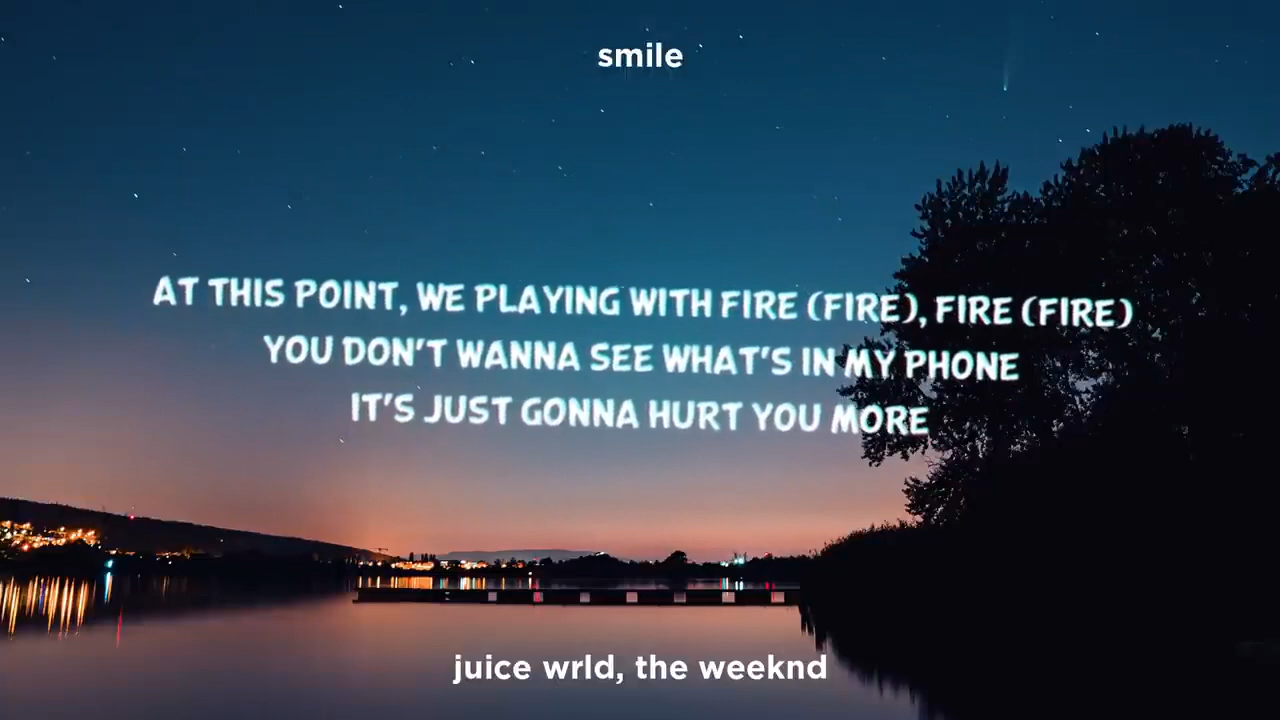 smile
AT THIS POINT, WE PLAYING WITH FIRE (FIRE), FIRE (FIRE)
YOU DON'T WANNA SEE WHAT'S IN MY PHONE
IT'S JUST GONNA HURT YOU MORE
juice wrld, the weeknd